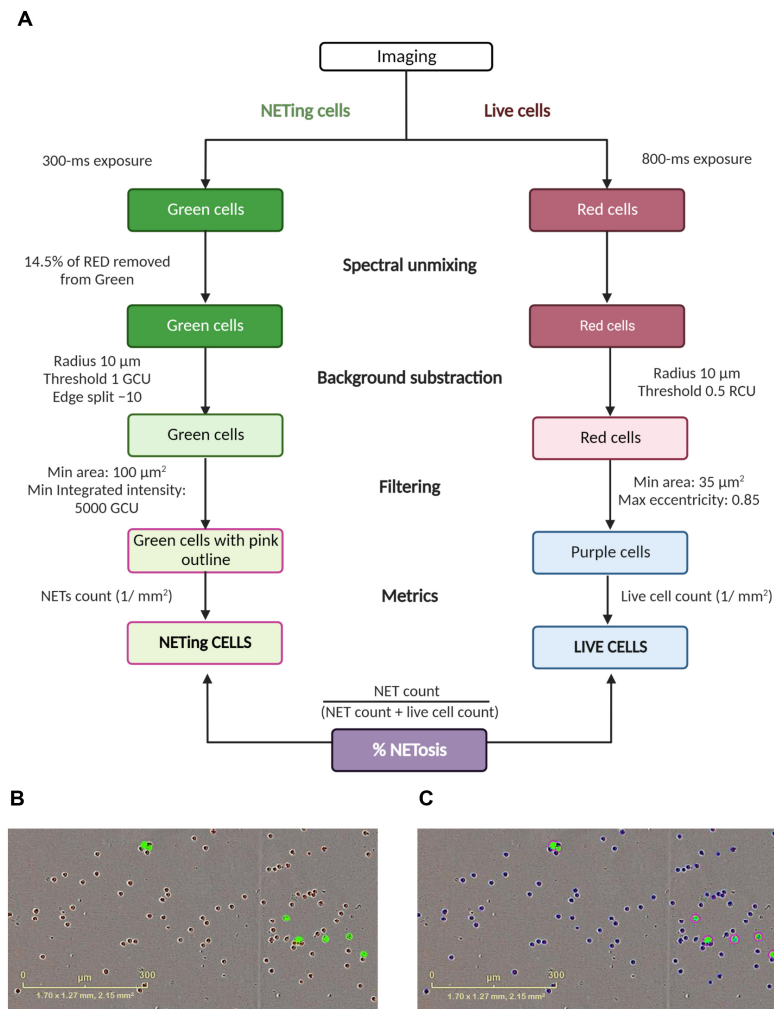 A
Imaging
NETing cells
Live cells
300-ms exposure
800-ms exposure
Green cells
Red cells
14.5% of RED removed
from Green
Spectral unmixing
Green cells
Red cells
Radius 10 µm
Threshold 1 GCU
Edge split −10
Background substraction
Radius 10 µm
Threshold 0.5 RCU
Green cells
Red cells
Min area: 100 µm²
Min Integrated intensity:
5000 GCU
Filtering
Min area: 35 µm²
Max eccentricity: 0.85
Green cells with pink
outline
Purple cells
NETs count (1/ mm²)
Metrics
Live cell count (1/ mm²)
NETing CELLS
LIVE CELLS
NET count
(NET count + live cell count)
% NETosis
B
C
µm
0 300
1.70 x 1.27 mm, 2.15 mm²
µm
0 300
1.70 x 1.27 mm, 2.15 mm²